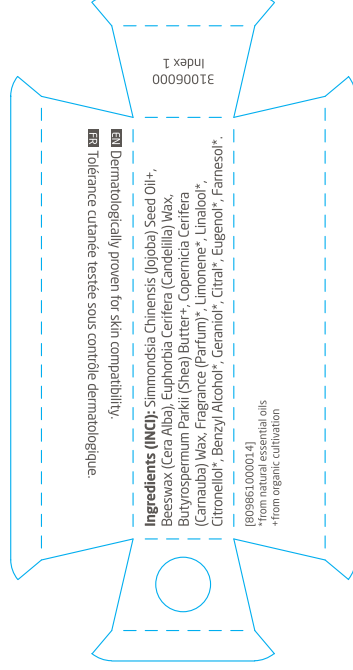 31006000
Index 1
EN Dermatologically proven for skin compatibility.
FR Tolérance cutanée testée sous contrôle dermatologique.
Ingredients (INCI): Simmondsia Chinensis (Jojoba) Seed Oil+,
Beeswax (Cera Alba), Euphorbia Cerifera (Candelilla) Wax,
Butyrospermum Parkii (Shea) Butter+, Copernicia Cerifera
(Carnauba) Wax, Fragrance (Parfum)*, Limonene*, Linalool*,
Citronellol*, Benzyl Alcohol*, Geraniol*, Citral*, Eugenol*, Farnesol*.
[809861000014]
*from natural essential oils
+from organic cultivation